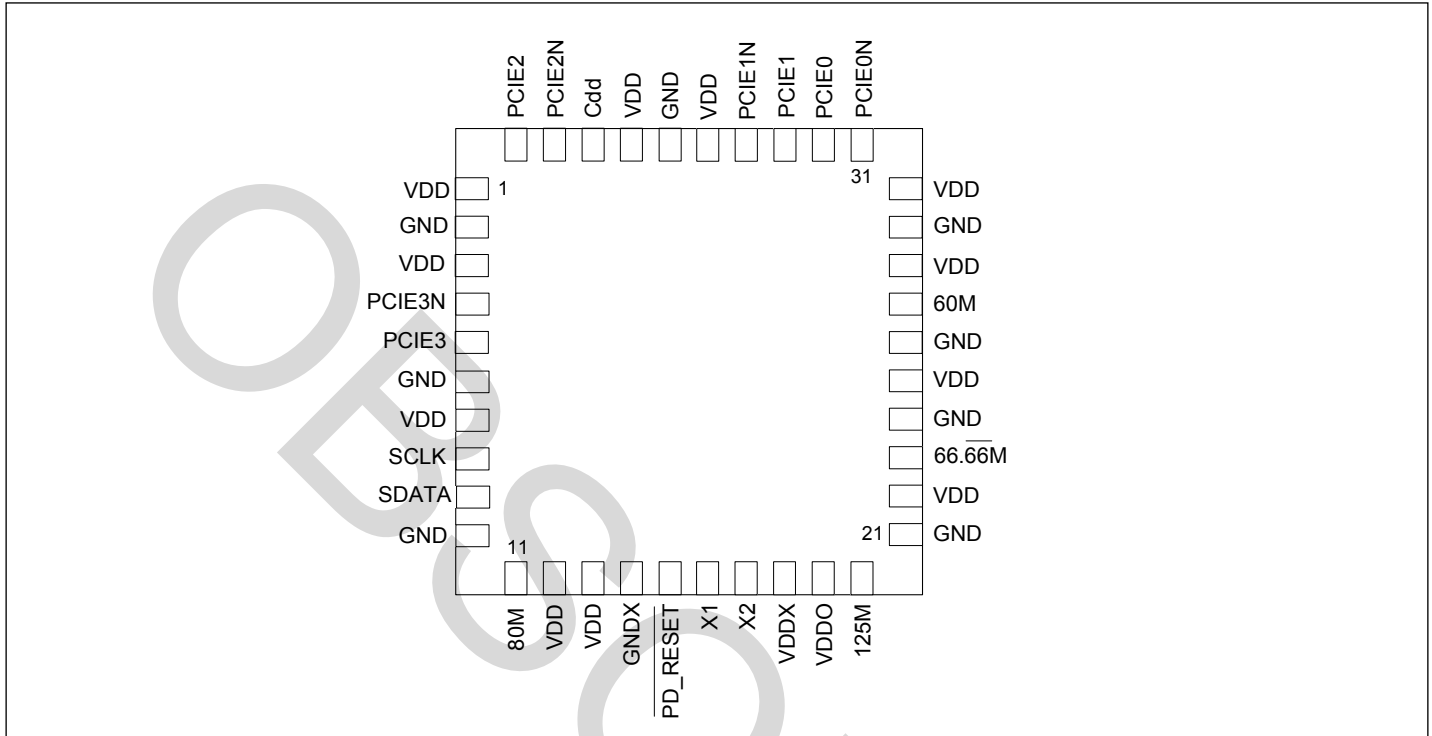 PCIE2
PCIE2N
Cdd
VDD
GND
VDD
PCIE1N
PCIE1
PCIE0
PCIE0N
31
VDD 1
GND
VDD
PCIE3N
PCIE3
GND
VDD
SCLK
SDATA
GND
VDD
GND
VDD
60M
GND
VDD
GND
66.66M
VDD
21 GND
11
80M
VDD
VDD
GNDX
PD_RESET
X1
X2
VDDX
VDDO
125M
OBSO